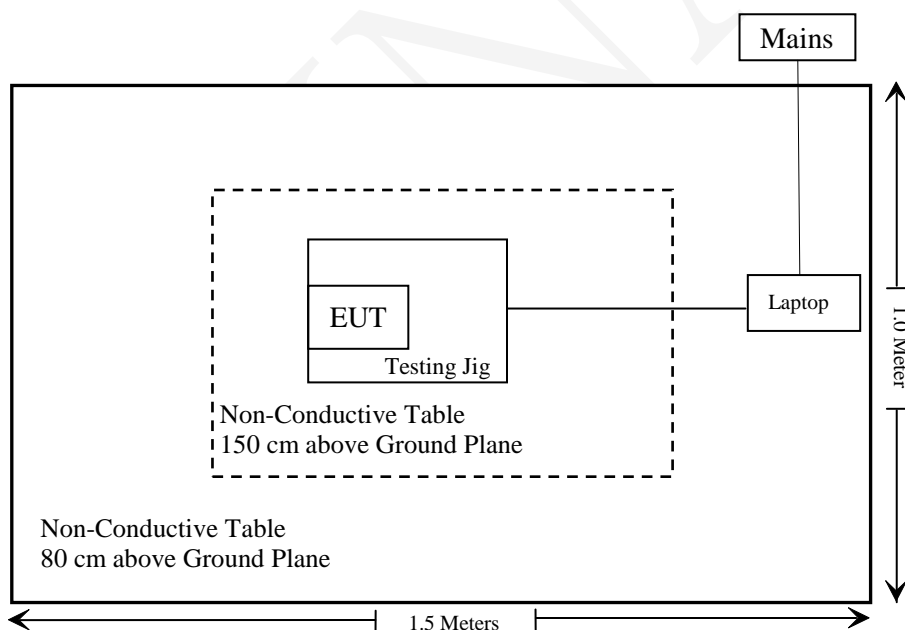 Mains
EUT
Laptop
Testing Jig
1.0 Meter
Non-Conductive Table
150 cm above Ground Plane
Non-Conductive Table
80 cm above Ground Plane
1.5 Meters